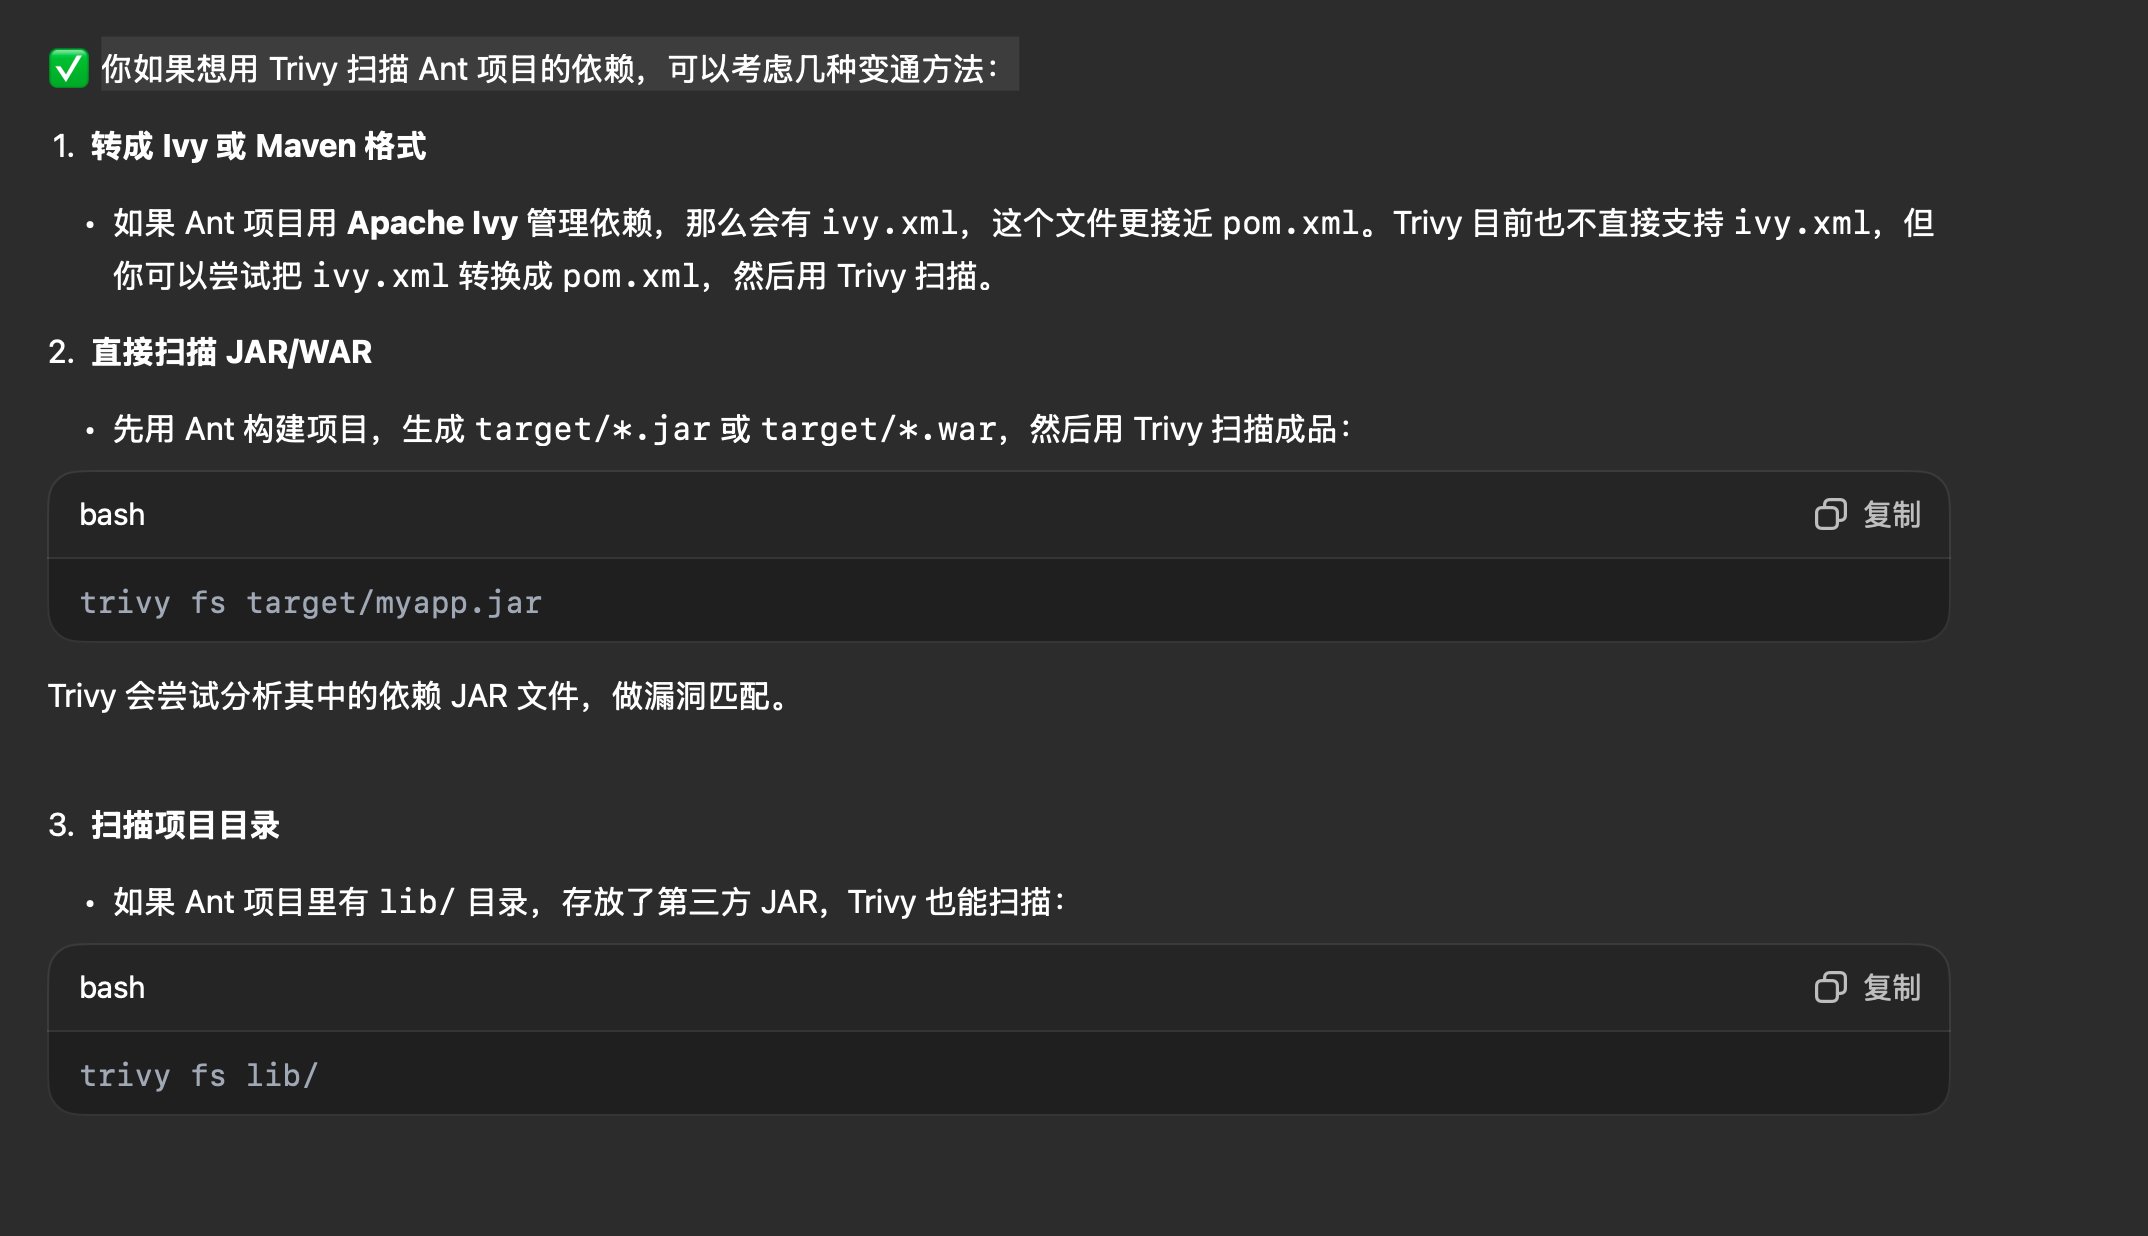 ✅ 你如果想用 Trivy 扫描 Ant 项目的依赖，可以考虑几种变通方法：
1. 转成 Ivy 或 Maven 格式
• 如果 Ant 项目用 Apache Ivy 管理依赖，那么会有 ivy.xml，这个文件更接近 pom.xml。Trivy 目前也不直接支持 ivy.xml，但
你可以尝试把 ivy.xml 转换成 pom.xml，然后用 Trivy 扫描。
2. 直接扫描 JAR/WAR
• 先用 Ant 构建项目，生成 target/*.jar 或 target/*.war，然后用 Trivy 扫描成品：
bash 复制
trivy fs target/myapp.jar
Trivy 会尝试分析其中的依赖 JAR 文件，做漏洞匹配。
3. 扫描项目目录
• 如果 Ant 项目里有 lib/ 目录，存放了第三方 JAR，Trivy 也能扫描：
bash 复制
trivy fs lib/